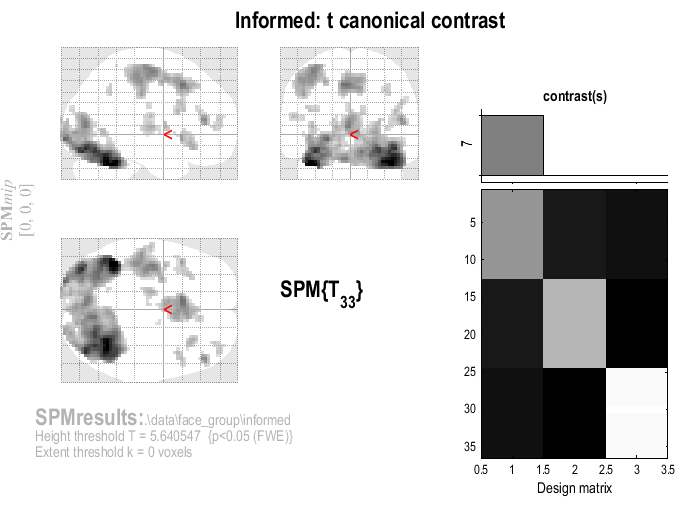 Informed: t canonical contrast
contrast(s)
7
SPMmip
[0, 0, 0]
<
<
<
SPM{T33}
5
10
15
20
25
30
35
0.5 1 1.5 2 2.5 3 3.5
Design matrix
SPMresults:.\data\face_group\informed
Height threshold T = 5.640547 {p<0.05 (FWE)}
Extent threshold k = 0 voxels